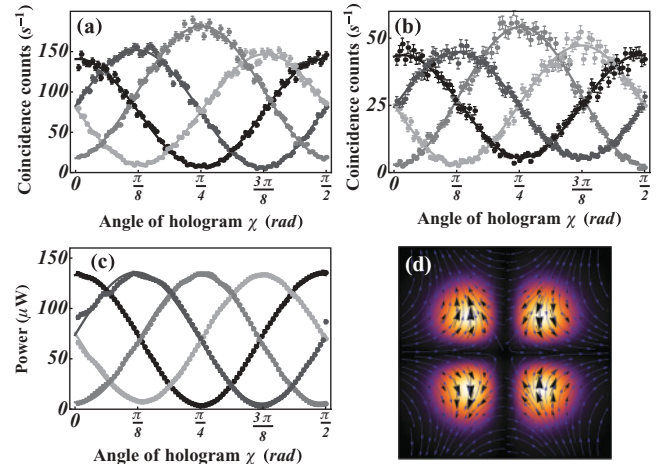 (a)
Coincidence counts (s⁻¹)
150
100
50
0
0 π/8 π/4 3π/8 π/2
Angle of hologram χ (rad)
(b)
Coincidence counts (s⁻¹)
50
25
0
0 π/8 π/4 3π/8 π/2
Angle of hologram χ (rad)
(c)
Power (μW)
150
100
50
0
0 π/8 π/4 3π/8 π/2
Angle of hologram χ (rad)
(d)